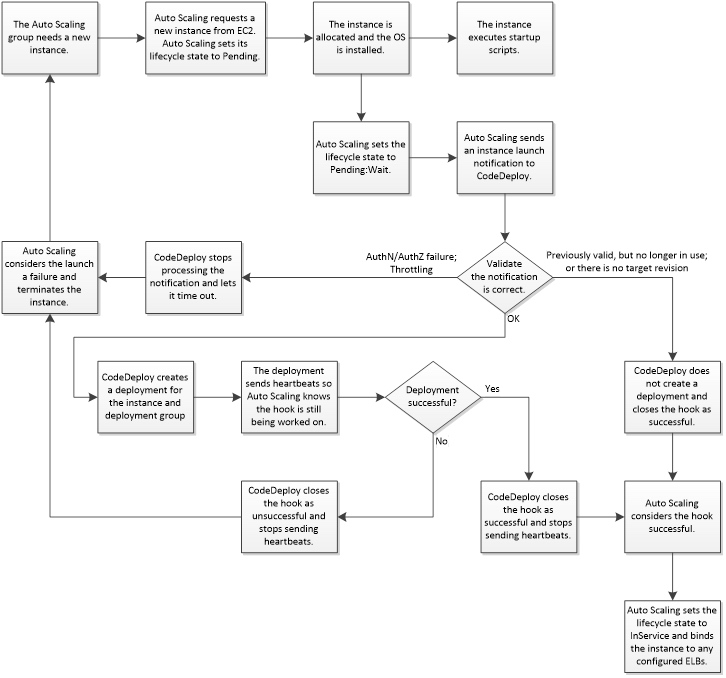 The Auto Scaling
group needs a new
instance.
Auto Scaling requests a
new instance from EC2.
Auto Scaling sets its
lifecycle state to Pending.
The instance is
allocated and the OS
is installed.
The instance
executes startup
scripts.
Auto Scaling sets the
lifecycle state to
Pending:Wait.
Auto Scaling sends
an instance launch
notification to
CodeDeploy.
Auto Scaling
considers the launch
a failure and
terminates the
instance.
CodeDeploy stops
processing the
notification and lets
it time out.
AuthN/AuthZ failure;
Throttling
Validate
the notification
is correct.
Previously valid, but no longer in use;
or there is no target revision
OK
CodeDeploy creates
a deployment for
the instance and
deployment group
The deployment
sends heartbeats so
Auto Scaling knows
the hook is still
being worked on.
Deployment
successful?
Yes
No
CodeDeploy does
not create a
deployment and
closes the hook as
successful.
CodeDeploy closes
the hook as
unsuccessful and
stops sending
heartbeats.
CodeDeploy closes
the hook as
successful and stops
sending heartbeats.
Auto Scaling
considers the hook
successful.
Auto Scaling sets the
lifecycle state to
InService and binds
the instance to any
configured ELBs.